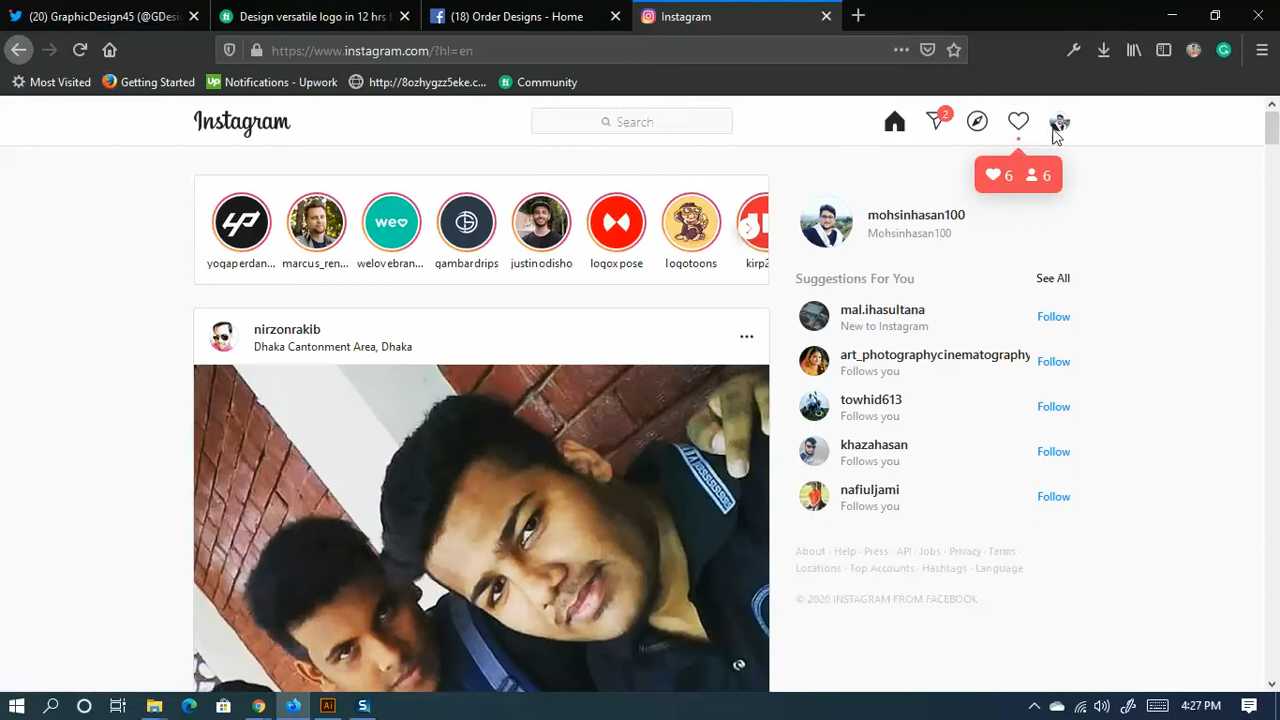 (20) GraphicDesign45 (@GDesi
Design versatile logo in 12 hrs
(18) Order Designs - Home
Instagram
https://www.instagram.com/?hl=en
Most Visited
Getting Started
Notifications - Upwork
http://8ozhygzz5eke.c...
Community
Instagram
Search
2
6 6
yogaperdan...
marcus_ren...
welovebran...
gambardrips
justinodisho
logoxpose
logotoons
kirp2
we
mohsinhasan100
Mohsinhasan100
Suggestions For You
See All
mal.ihasultana
New to Instagram
Follow
art_photographycinematography
Follows you
Follow
towhid613
Follows you
Follow
khazahasan
Follows you
Follow
nafiuljami
Follows you
Follow
nirzonrakib
Dhaka Cantonment Area, Dhaka
About · Help · Press · API · Jobs · Privacy · Terms ·
Locations · Top Accounts · Hashtags · Language
© 2020 INSTAGRAM FROM FACEBOOK
4:27 PM